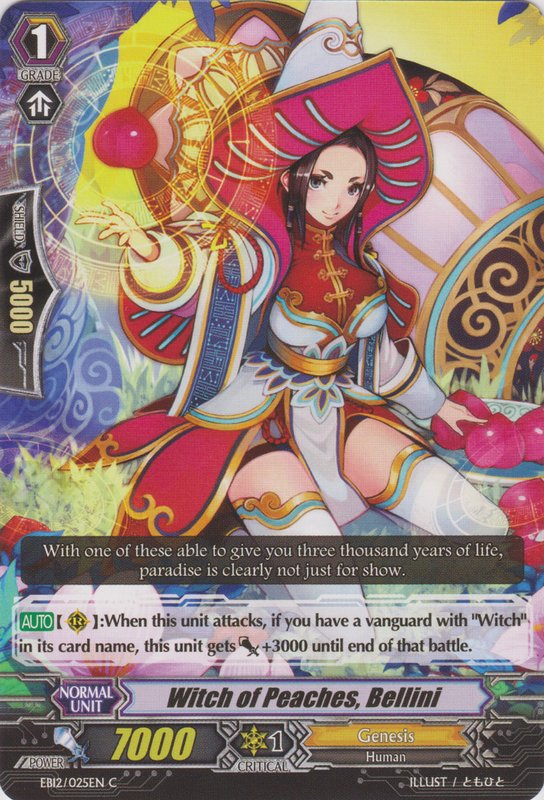 1
GRADE
SHIELD
5000
With one of these able to give you three thousand years of life,
paradise is clearly not just for show.
AUTO【 R 】:When this unit attacks, if you have a vanguard with "Witch"
in its card name, this unit gets +3000 until end of that battle.
NORMAL
UNIT
Witch of Peaches, Bellini
POWER
7000
1
CRITICAL
Genesis
Human
EB12/025EN C
ILLUST / ともひと